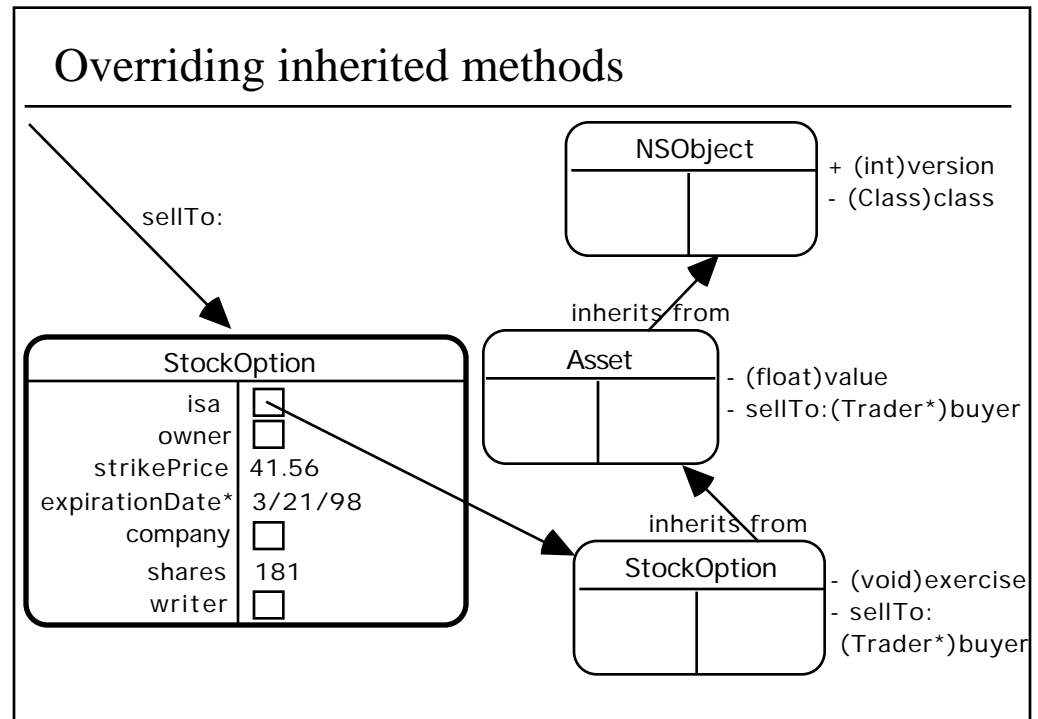 Overriding inherited methods
sellTo:
NSObject
+ (int)version
- (Class)class
inherits from
Asset
- (float)value
- sellTo:(Trader*)buyer
inherits from
StockOption
- (void)exercise
- sellTo:
(Trader*)buyer
StockOption
isa
owner
strikePrice 41.56
expirationDate* 3/21/98
company
shares 181
writer